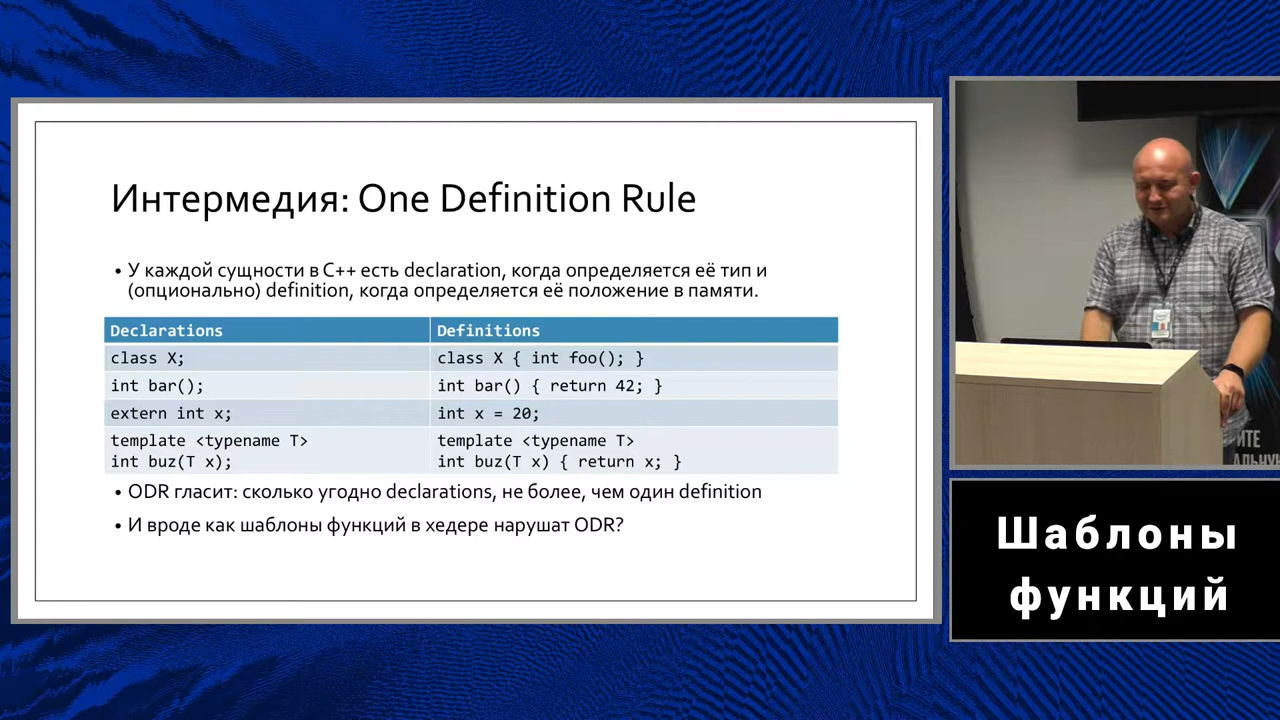 Интермедия: One Definition Rule
• У каждой сущности в C++ есть declaration, когда определяется её тип и
(опционально) definition, когда определяется её положение в памяти.
Declarations Definitions
class X; class X { int foo(); }
int bar(); int bar() { return 42; }
extern int x; int x = 20;
template <typename T> template <typename T>
int buz(T x); int buz(T x) { return x; }
• ODR гласит: сколько угодно declarations, не более, чем один definition
• И вроде как шаблоны функций в хедере нарушат ODR?
Шаблоны
функций